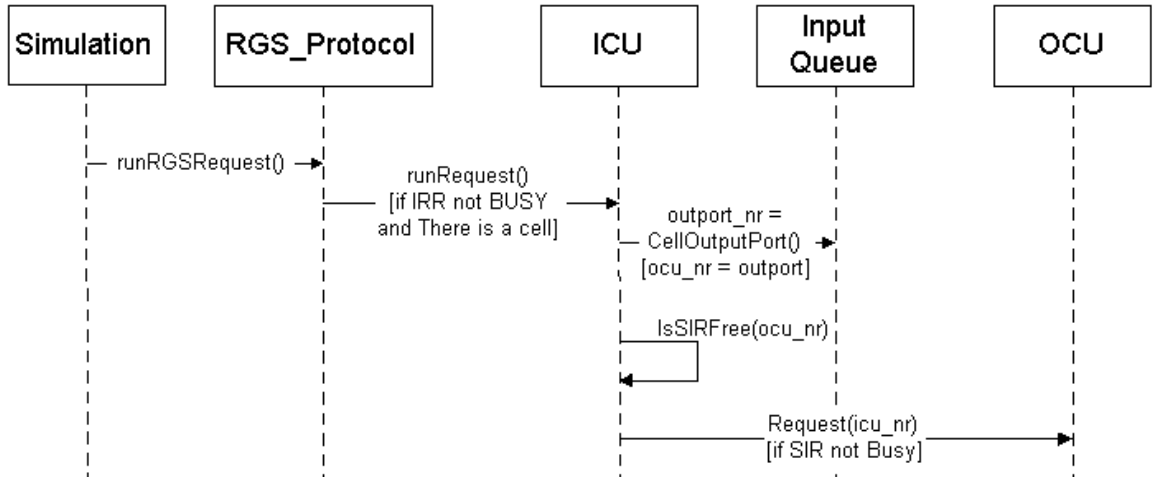 Simulation
RGS_Protocol
ICU
Input
Queue
OCU
runRGSRequest()
runRequest()
[if IRR not BUSY
and There is a cell]
outport_nr =
CellOutputPort()
[ocu_nr = outport]
IsSIRFree(ocu_nr)
Request(icu_nr)
[if SIR not Busy]